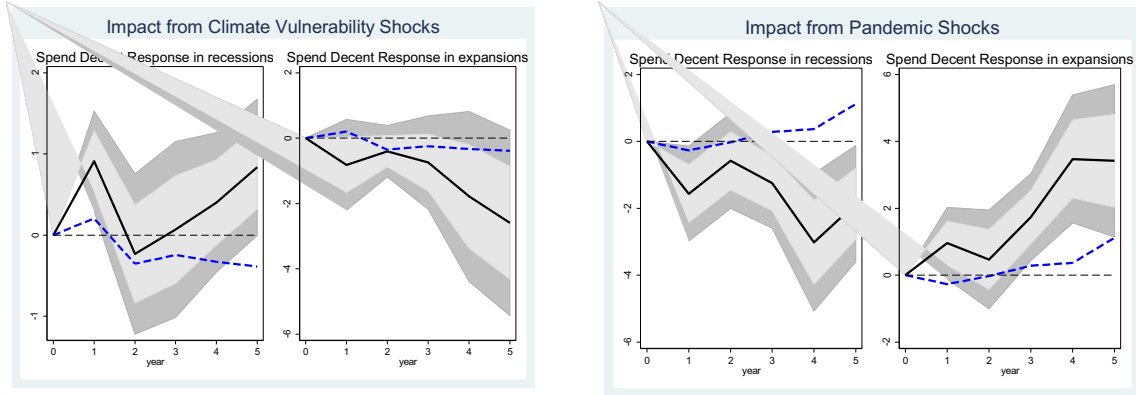 Impact from Climate Vulnerability Shocks
Spend Decent Response in recessions
Spend Decent Response in expansions
2
1
0
-1
0 1 2 3 4 5
year
0
-2
-4
-6
0 1 2 3 4 5
year
Impact from Pandemic Shocks
Spend Decent Response in recessions
Spend Decent Response in expansions
2
0
-2
-4
-6
0 1 2 3 4 5
year
6
4
2
0
-2
0 1 2 3 4 5
year